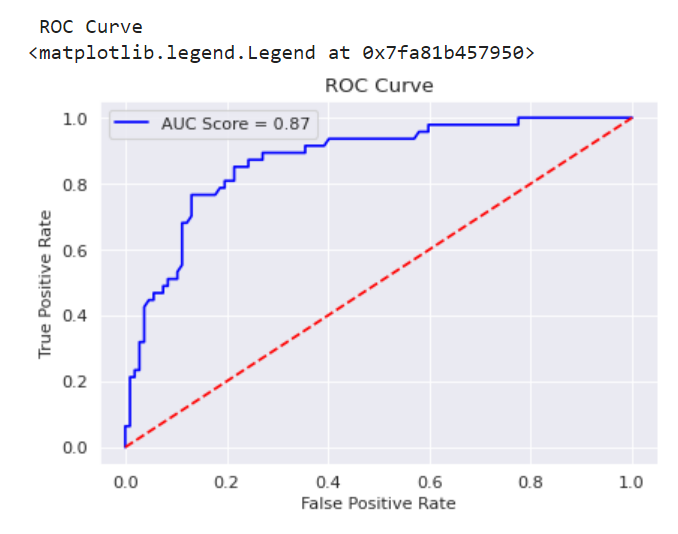 ROC Curve
<matplotlib.legend.Legend at 0x7fa81b457950>
ROC Curve
AUC Score = 0.87
True Positive Rate
1.0
0.8
0.6
0.4
0.2
0.0
0.0 0.2 0.4 0.6 0.8 1.0
False Positive Rate